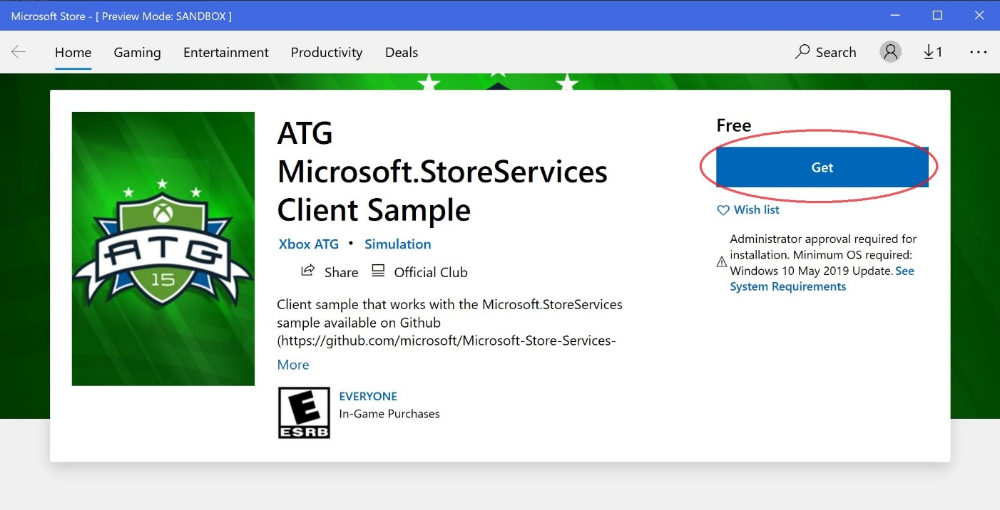 Microsoft Store - [ Preview Mode: SANDBOX ]
Home Gaming Entertainment Productivity Deals Search 1
ATG
15
ATG
Microsoft.StoreServices
Client Sample
Xbox ATG • Simulation
Share Official Club
Client sample that works with the Microsoft.StoreServices
sample available on Github
(https://github.com/microsoft/Microsoft-Store-Services-
More
E
ESRB
EVERYONE
In-Game Purchases
Free
Get
Wish list
Administrator approval required for
installation. Minimum OS required:
Windows 10 May 2019 Update. See
System Requirements